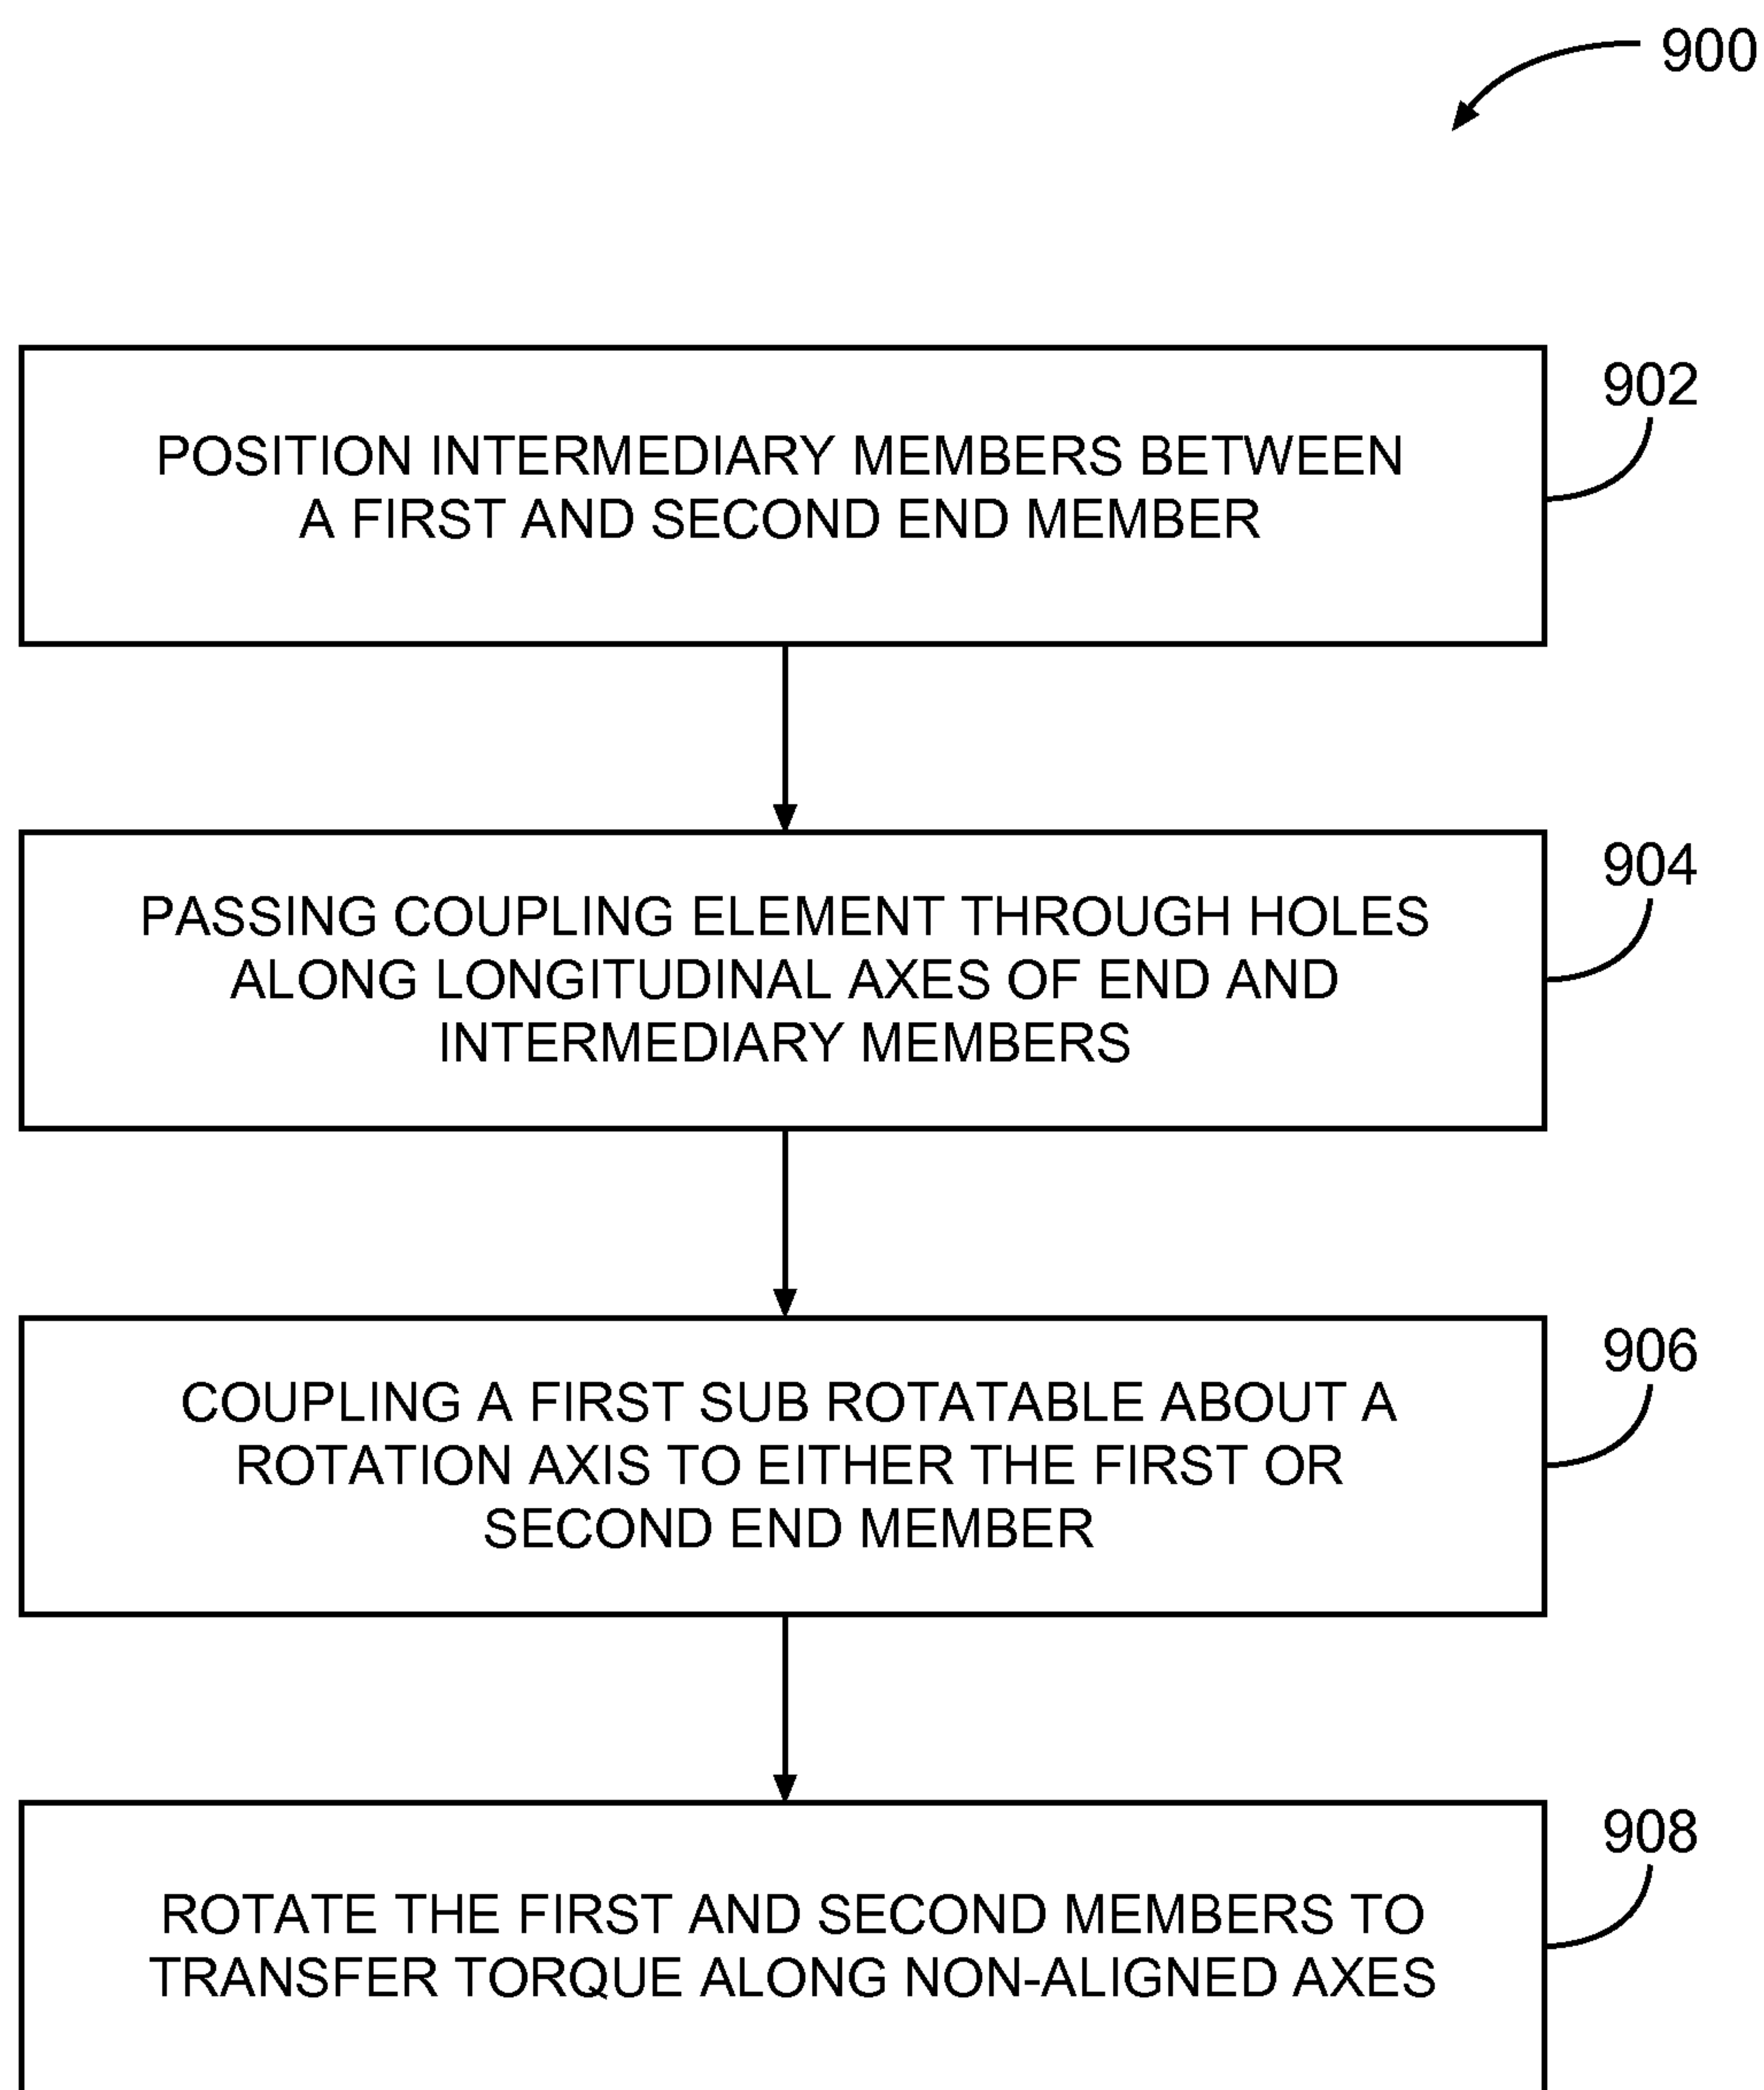 900
902
POSITION INTERMEDIARY MEMBERS BETWEEN
A FIRST AND SECOND END MEMBER
904
PASSING COUPLING ELEMENT THROUGH HOLES
ALONG LONGITUDINAL AXES OF END AND
INTERMEDIARY MEMBERS
906
COUPLING A FIRST SUB ROTATABLE ABOUT A
ROTATION AXIS TO EITHER THE FIRST OR
SECOND END MEMBER
908
ROTATE THE FIRST AND SECOND MEMBERS TO
TRANSFER TORQUE ALONG NON-ALIGNED AXES